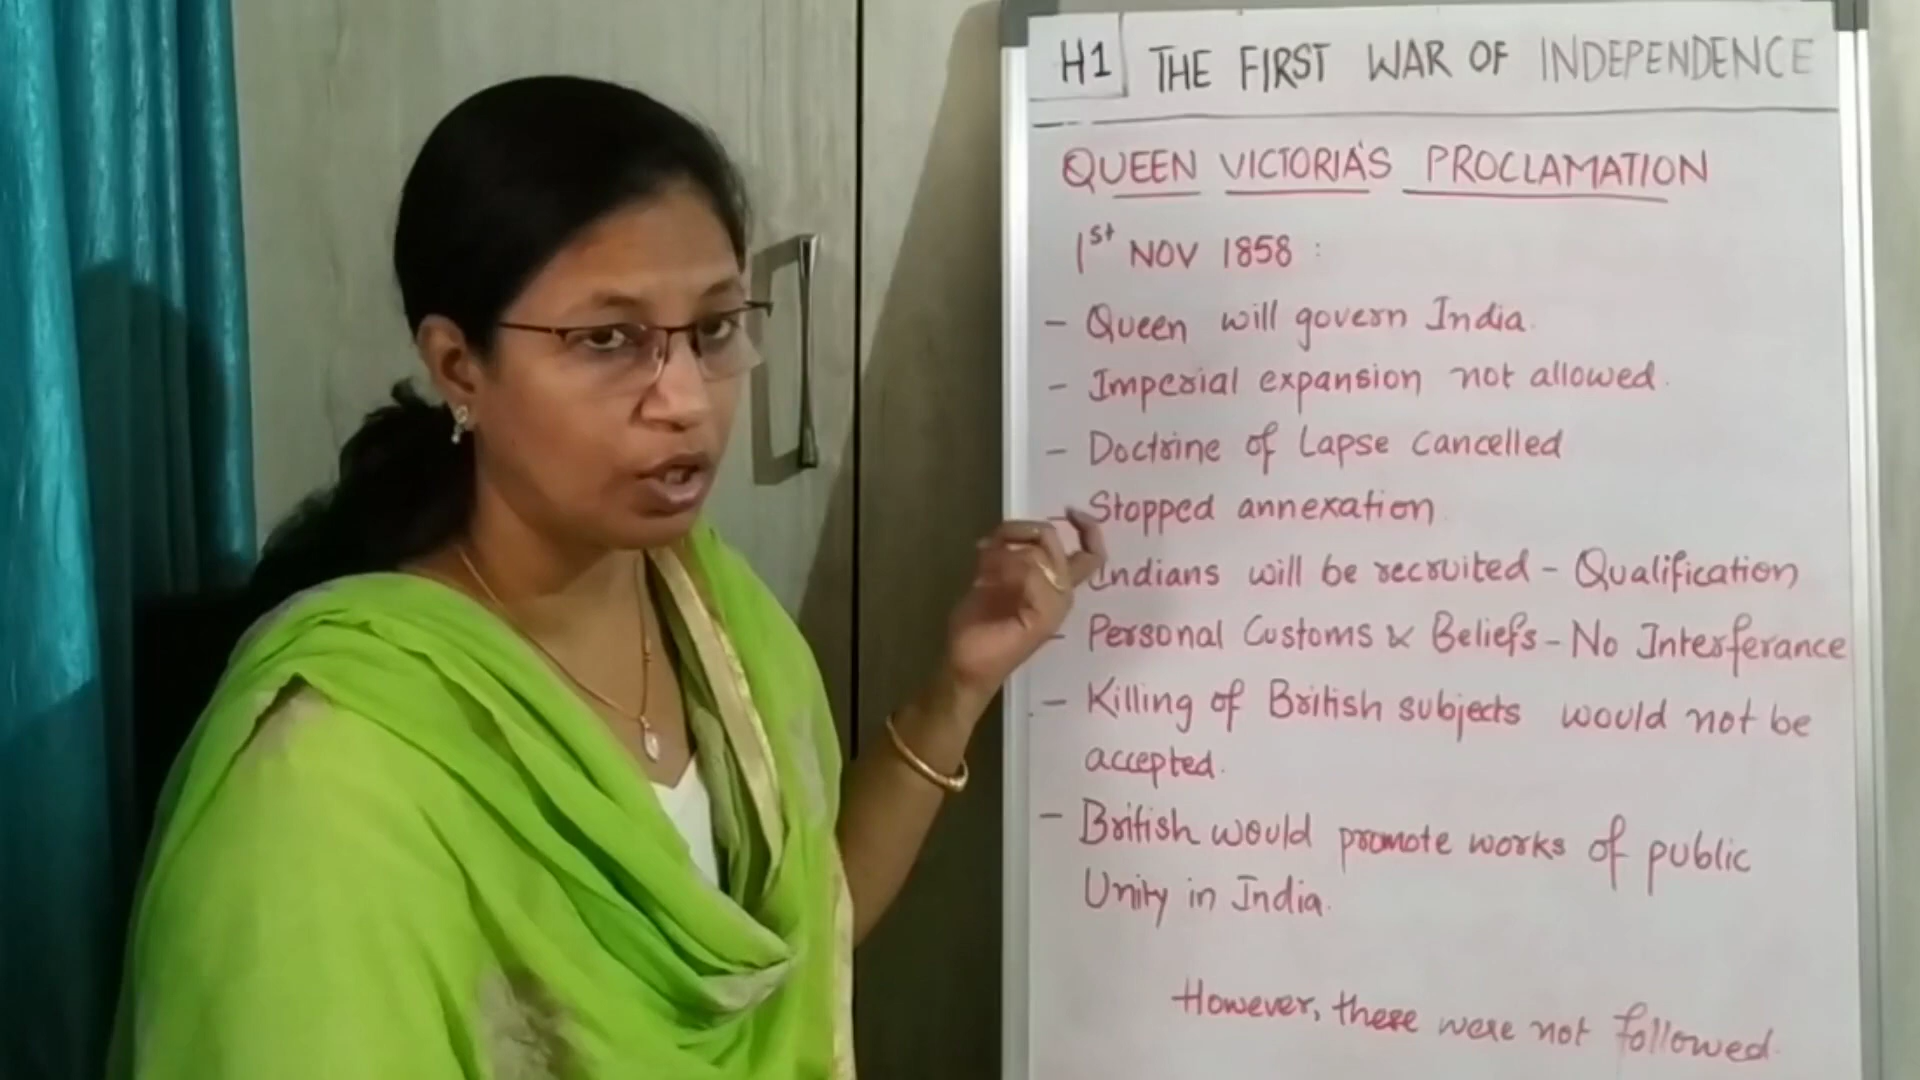 H1 THE FIRST WAR OF INDEPENDENCE
QUEEN VICTORIA'S PROCLAMATION
1st NOV 1858 :
- Queen will govern India.
- Imperial expansion not allowed.
- Doctrine of Lapse cancelled
- Stopped annexation.
Indians will be recruited - Qualification
- Personal Customs & Beliefs - No Interferance
- Killing of British subjects would not be
accepted.
- British would promote works of public
Unity in India.
However, these were not followed.